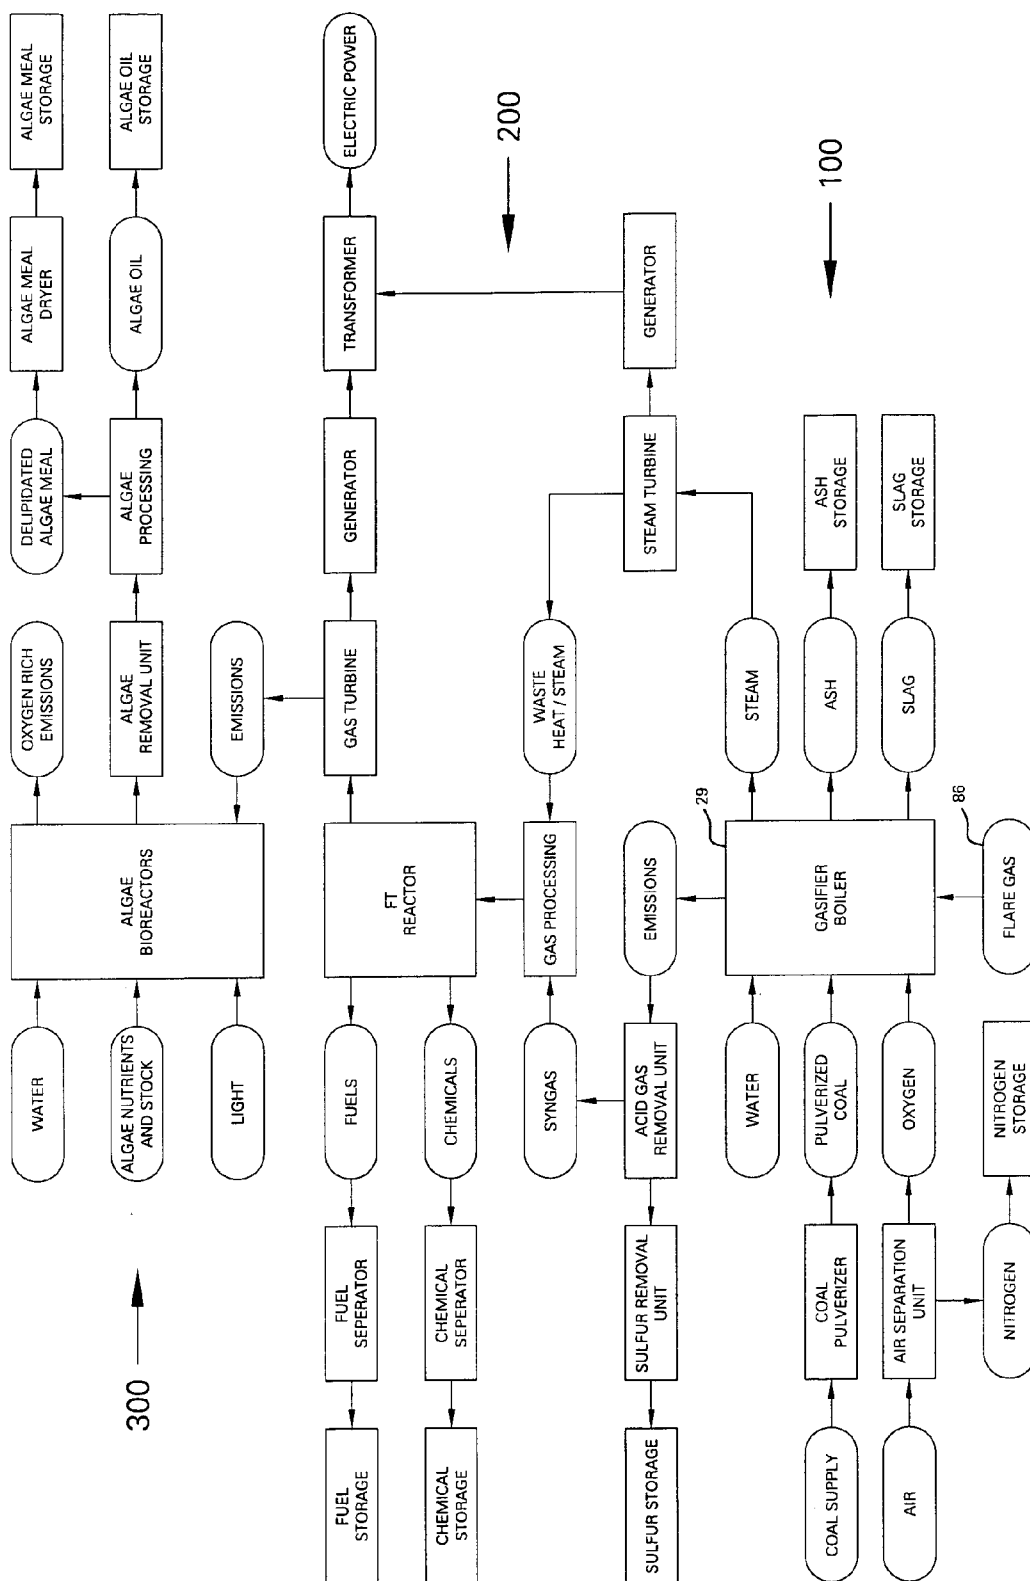 ALGAE MEAL
STORAGE
ALGAE OIL
STORAGE
ELECTRIC POWER
200
100
ALGAE MEAL
DRYER
ALGAE OIL
TRANSFORMER
GENERATOR
DELIPIDATED
ALGAE MEAL
ALGAE
PROCESSING
GENERATOR
STEAM TURBINE
ASH
STORAGE
SLAG
STORAGE
OXYGEN RICH
EMISSIONS
ALGAE
REMOVAL UNIT
EMISSIONS
GAS TURBINE
WASTE
HEAT / STEAM
STEAM
ASH
SLAG
ALGAE
BIOREACTORS
FT
REACTOR
GAS PROCESSING
EMISSIONS
29
GASIFIER
BOILER
86
FLARE GAS
WATER
ALGAE NUTRIENTS
AND STOCK
LIGHT
FUELS
CHEMICALS
SYNGAS
ACID GAS
REMOVAL UNIT
WATER
PULVERIZED
COAL
OXYGEN
NITROGEN
STORAGE
300
FUEL
SEPERATOR
CHEMICAL
SEPERATOR
SULFUR REMOVAL
UNIT
COAL
PULVERIZER
AIR SEPARATION
UNIT
NITROGEN
FUEL
STORAGE
CHEMICAL
STORAGE
SULFUR STORAGE
COAL SUPPLY
AIR